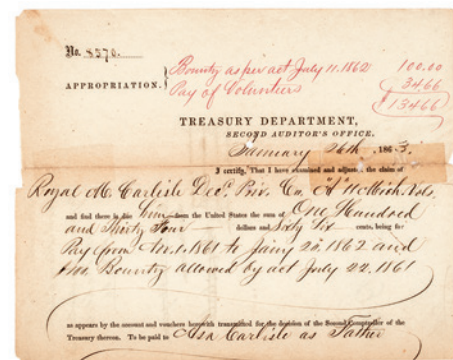 No. 8370.
Bounty as per act July 11. 1862 100.00
APPROPRIATION. Pay of Volunteers 34 66
$134 66
TREASURY DEPARTMENT,
SECOND AUDITOR'S OFFICE.
January 26th, 1863.
I certify, That I have examined and adjusted the claim of
Royal M. Carlisle Decd. Priv. Co. "A" Mich. Vols.
and find there is due him from the United States the sum of One Hundred
and Thirty Four dollars and Sixty Six cents, being for
Pay from Nov. 1. 1861 to Jany 20, 1862 and
Bounty allowed by act July 22. 1861
as appears by the account and vouchers herewith transmitted for the decision of the Second Comptroller of the
Treasury thereon. To be paid to Asa Carlisle as Father